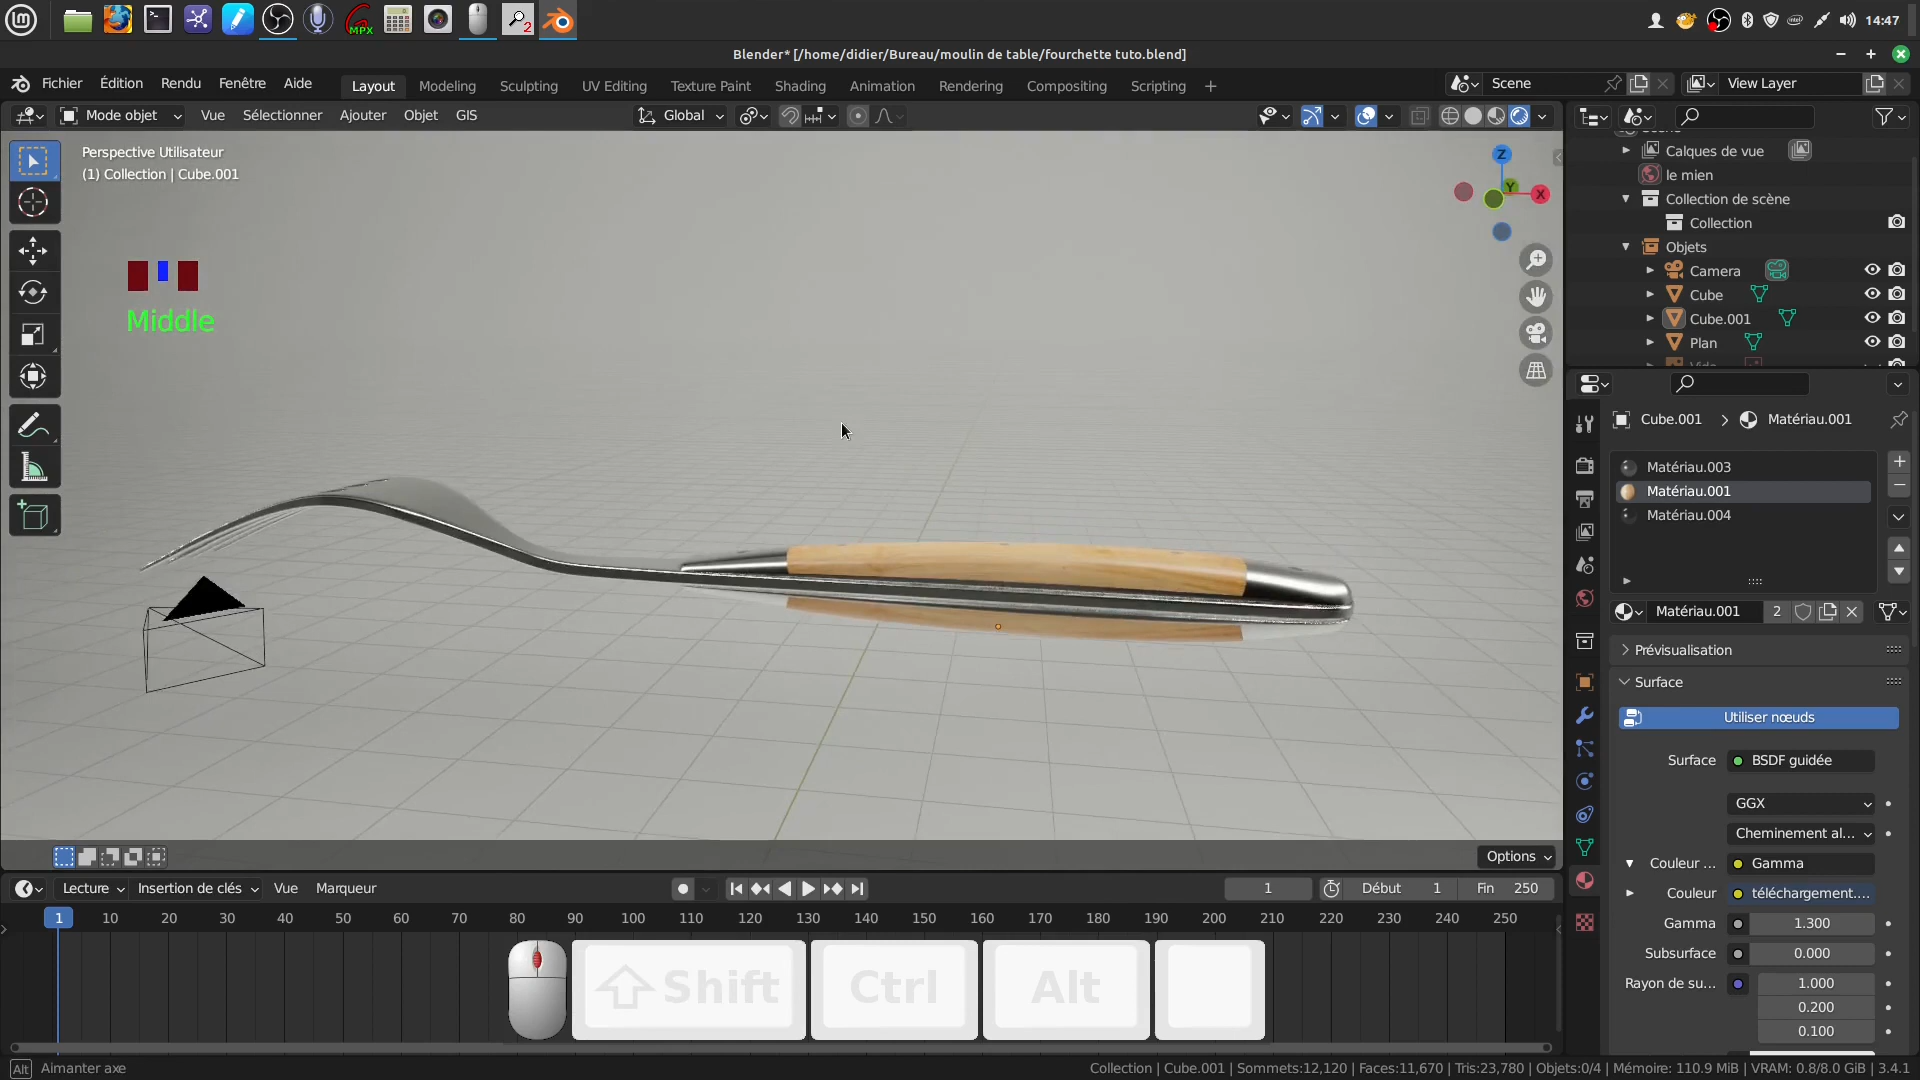 MPX
2
14:47
Blender* [/home/didier/Bureau/moulin de table/fourchette tuto.blend]
Fichier Édition Rendu Fenêtre Aide
Layout Modeling Sculpting UV Editing Texture Paint Shading Animation Rendering Compositing Scripting +
Scene
View Layer
Mode objet Vue Sélectionner Ajouter Objet GIS
Global
Perspective Utilisateur
(1) Collection | Cube.001
Middle
Z
Y
X
Calques de vue
le mien
Collection de scène
Collection
Objets
Camera
Cube
Cube.001
Plan
Cube.001 Matériau.001
Matériau.003
Matériau.001
Matériau.004
Matériau.001 2
Prévisualisation
Surface
Utiliser nœuds
Surface BSDF guidée
GGX
Cheminement al...
Couleur ... Gamma
Couleur téléchargement....
Gamma 1.300
Subsurface 0.000
Rayon de su... 1.000
0.200
0.100
Options
Lecture Insertion de clés Vue Marqueur
1 Début 1 Fin 250
1 10 20 30 40 50 60 70 80 90 100 110 120 130 140 150 160 170 180 190 200 210 220 230 240 250
Shift Ctrl Alt
Alt Aimanter axe
Collection | Cube.001 | Sommets:12,120 | Faces:11,670 | Tris:23,780 | Objets:0/4 | Mémoire: 110.9 MiB | VRAM: 0.8/8.0 GiB | 3.4.1